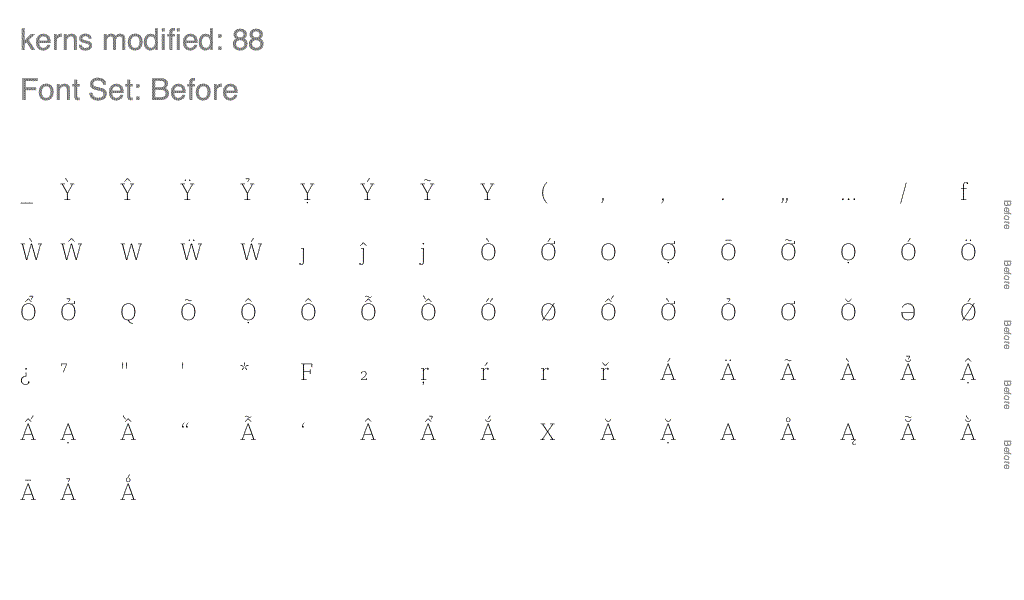 kerns modified: 88
Font Set: Before
_ Ỳ Ŷ Ÿ Ỷ Ỵ Ý Ỹ Y ( , , . „ … / f
Before
Ẁ Ŵ W Ẅ Ẃ ȷ ĵ j Ò Ớ O Ợ Ō Ỡ Ọ Ó Ö
Before
Ổ Ở Q Õ Ộ Ô Ỗ Ồ Ő Ø Ố Ờ Ỏ Ơ Ŏ Ə Ǿ
Before
¿ ⁷ " ' * F ₂ ŗ ŕ r ř Á Ä Ã À Ẳ Ậ
Before
Ấ Ạ Ầ “ Ẫ ‘ Â Ẩ Ắ X Ă Ặ A Å Ą Ẵ Ằ
Before
Ā Ả Ǻ